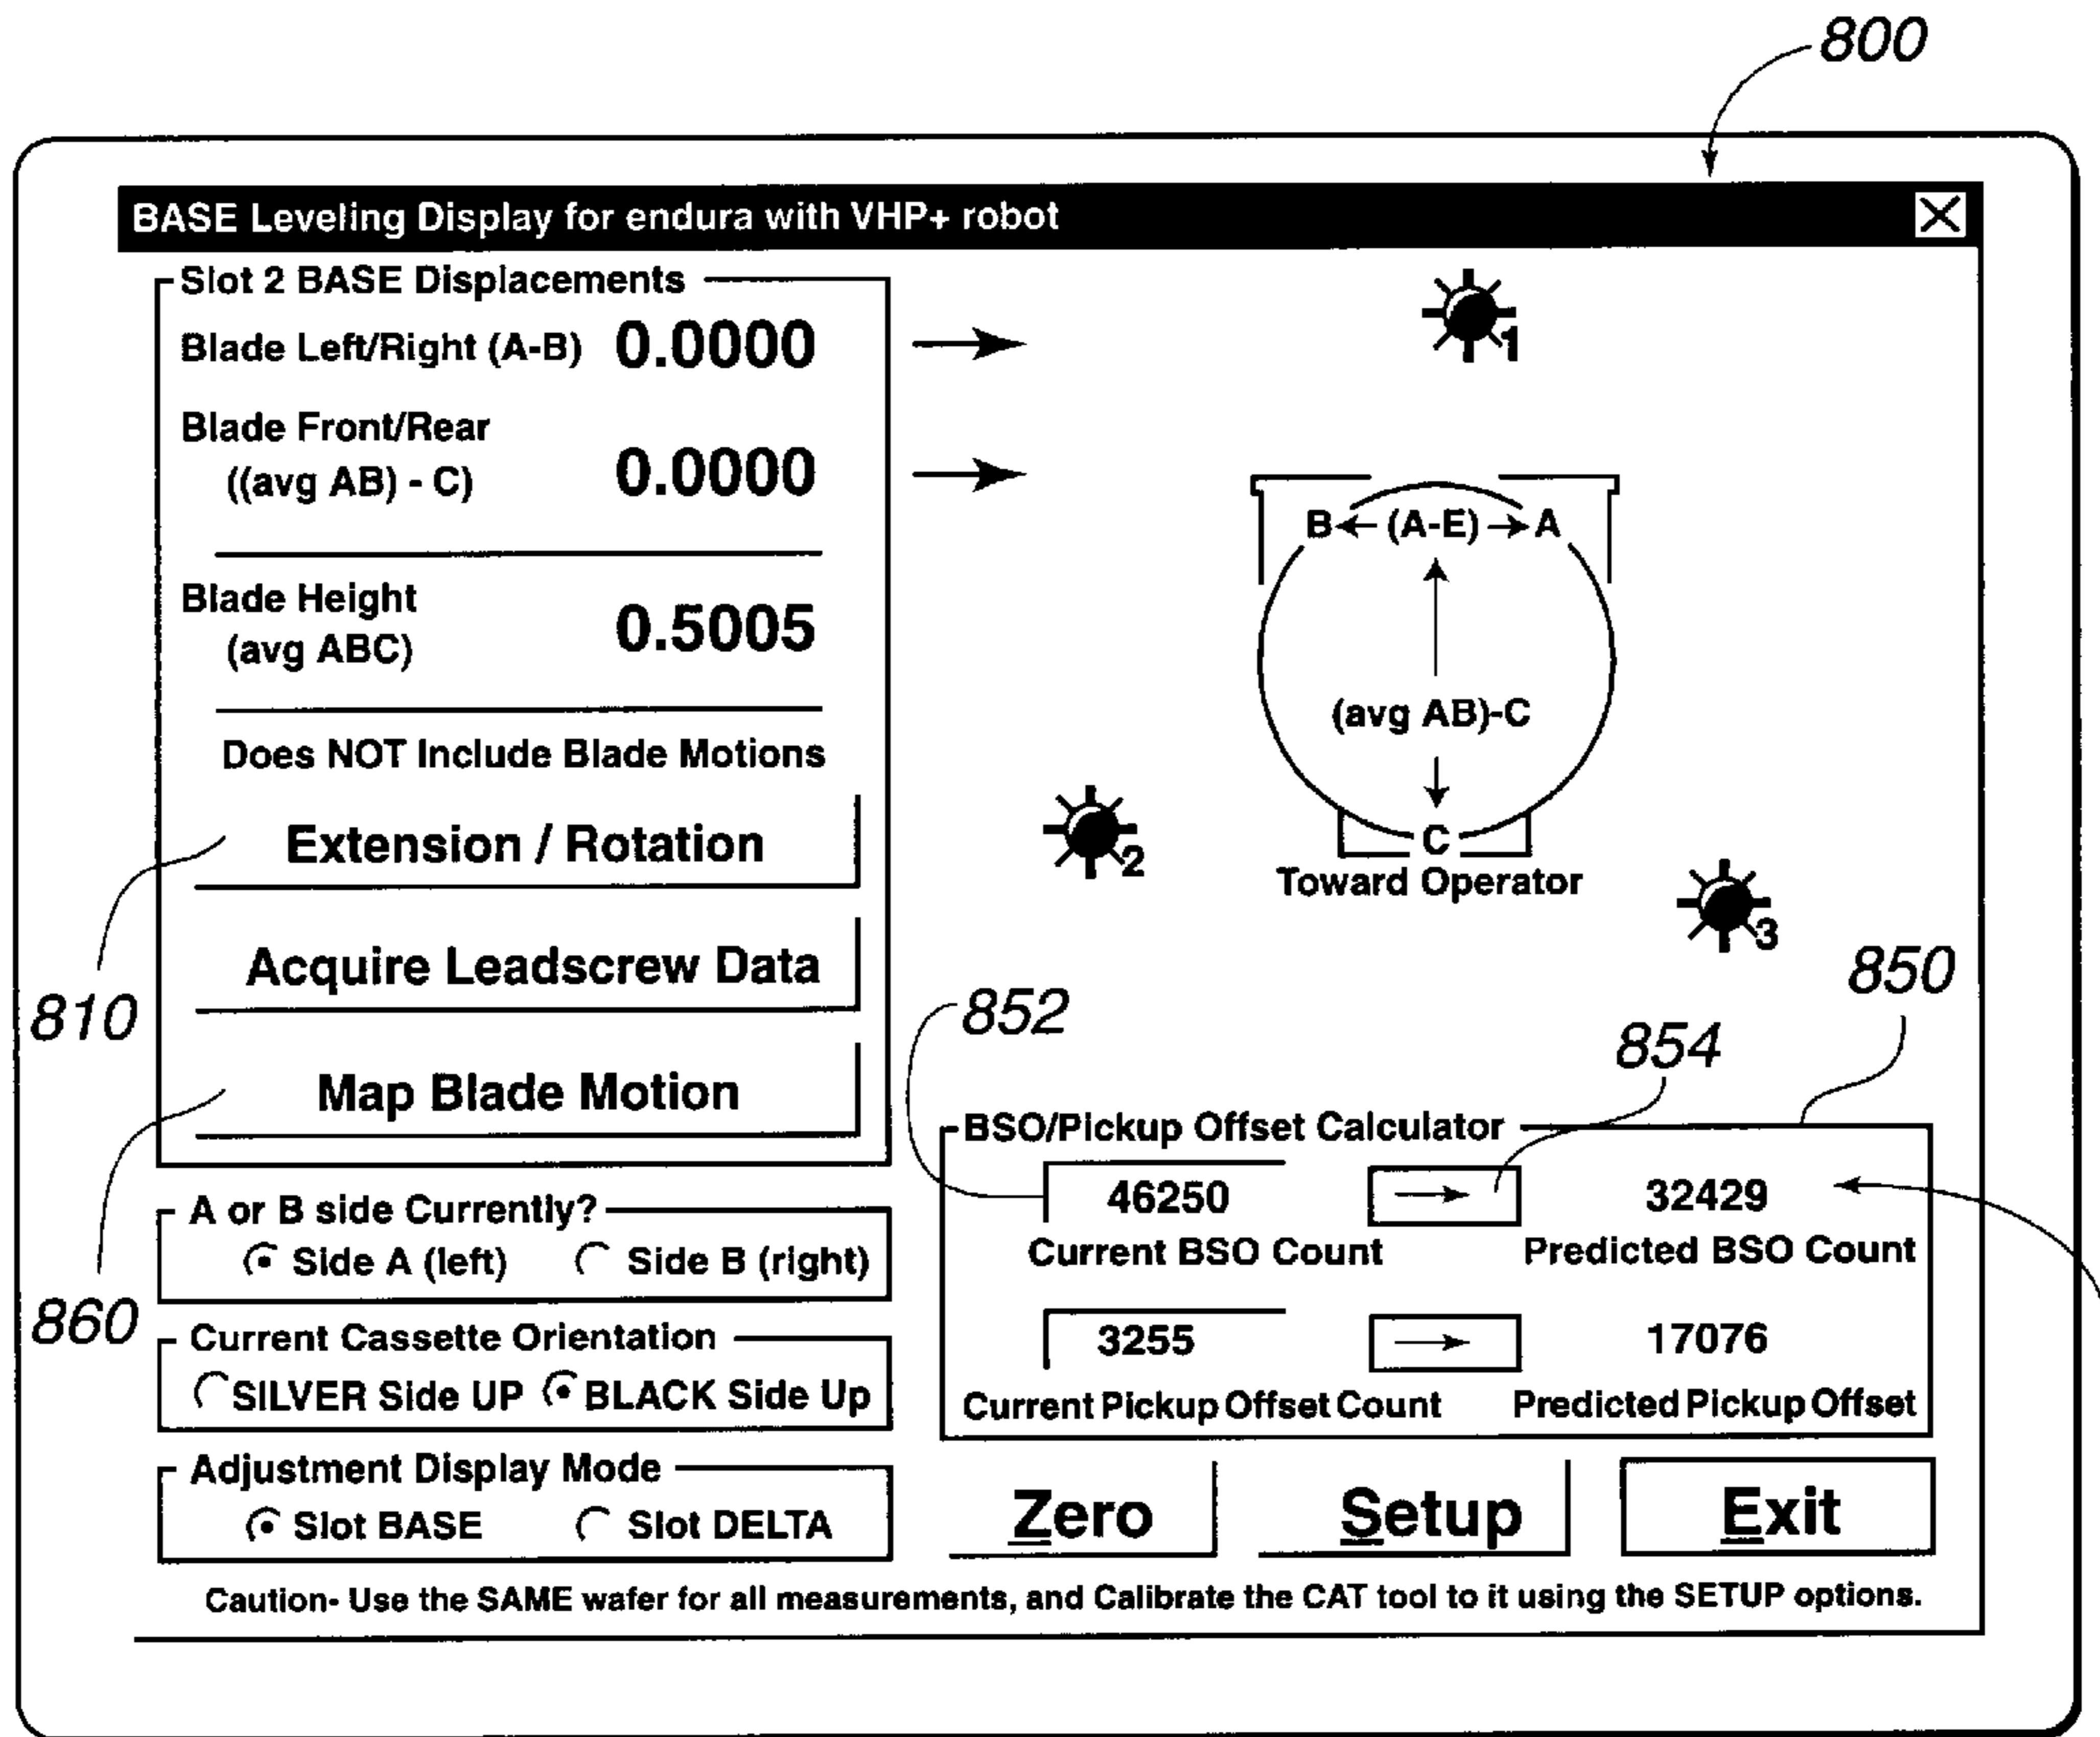 800
BASE Leveling Display for endura with VHP+ robot
Slot 2 BASE Displacements
Blade Left/Right (A-B) 0.0000
Blade Front/Rear
((avg AB) - C) 0.0000
Blade Height
(avg ABC) 0.5005
Does NOT Include Blade Motions
Extension / Rotation
Acquire Leadscrew Data
Map Blade Motion
810
860
1
B (A-E) A
(avg AB)-C
C
Toward Operator
2
3
852
854
850
A or B side Currently?
Side A (left) Side B (right)
Current Cassette Orientation
SILVER Side UP BLACK Side Up
Adjustment Display Mode
Slot BASE Slot DELTA
BSO/Pickup Offset Calculator
46250 32429
Current BSO Count Predicted BSO Count
3255 17076
Current Pickup Offset Count Predicted Pickup Offset
Zero Setup Exit
Caution- Use the SAME wafer for all measurements, and Calibrate the CAT tool to it using the SETUP options.